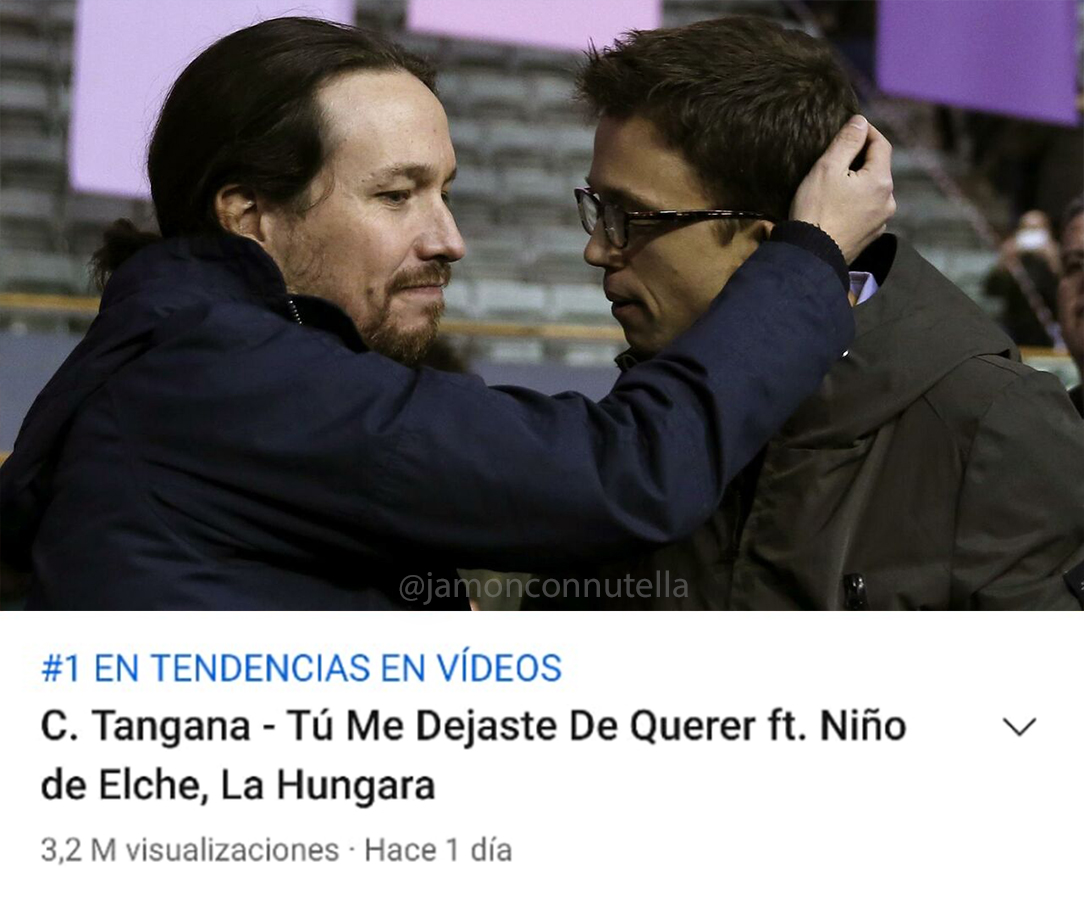 @jamonconnutella
#1 EN TENDENCIAS EN VÍDEOS
C. Tangana - Tú Me Dejaste De Querer ft. Niño
de Elche, La Hungara
3,2 M visualizaciones · Hace 1 día